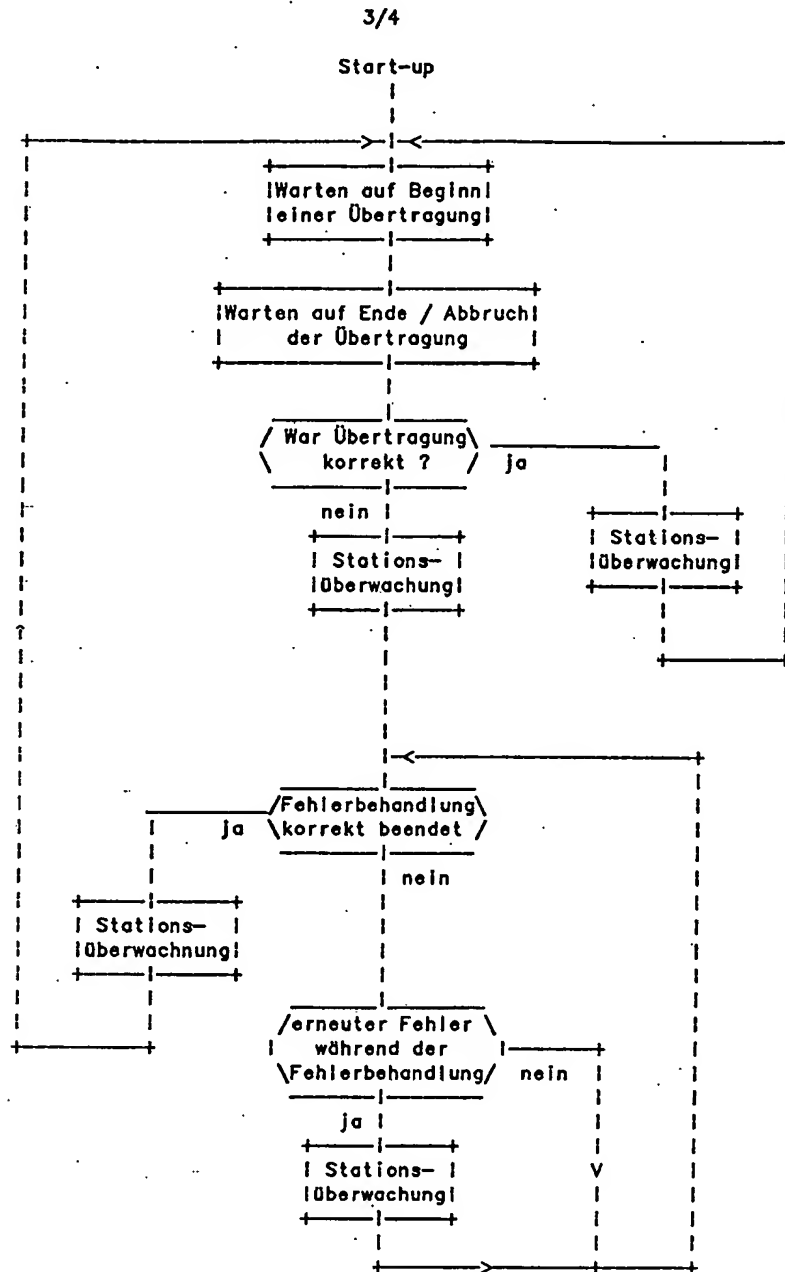 3/4
Start-up
Warten auf Beginn
einer Übertragung
Warten auf Ende / Abbruch
der Übertragung
War Übertragung
korrekt ?
ja
nein
Stations-
überwachung
Stations-
überwachung
Fehlerbehandlung
korrekt beendet
ja
nein
Stations-
überwachnung
erneuter Fehler
während der
Fehlerbehandlung
nein
ja
Stations-
überwachung